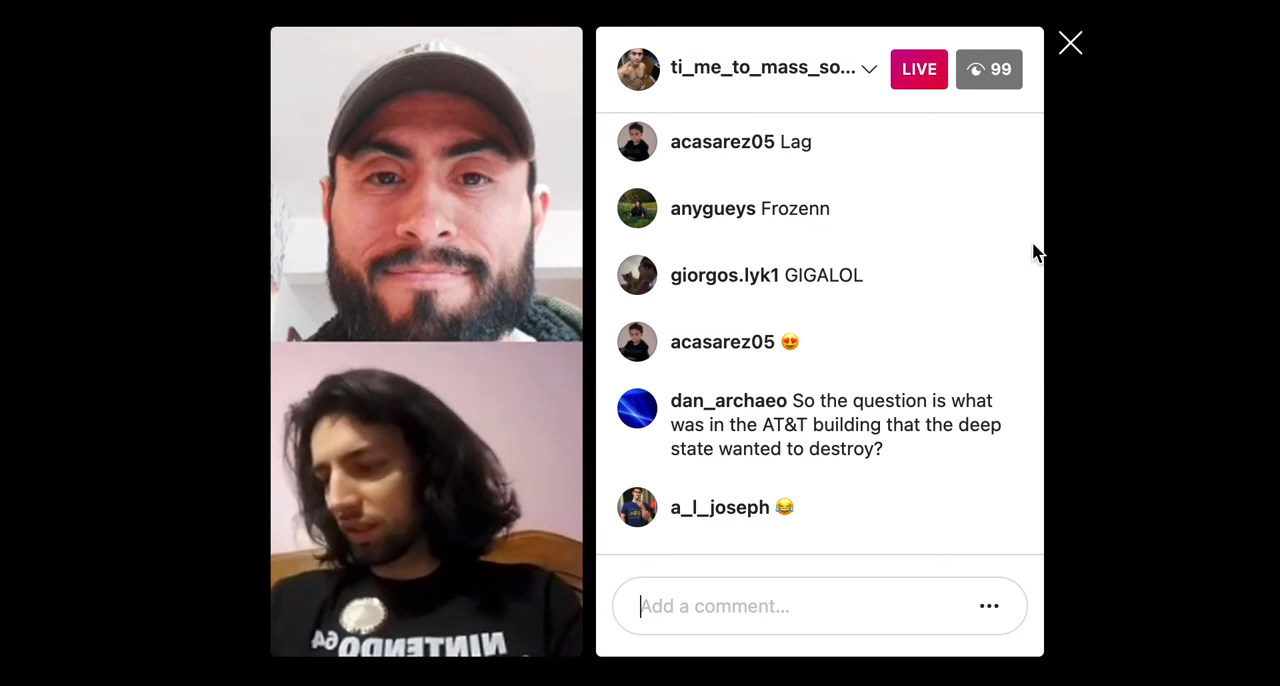 ti_me_to_mass_so...
LIVE
99
acasarez05 Lag
anygueys Frozenn
giorgos.lyk1 GIGALOL
acasarez05 😍
dan_archaeo So the question is what
was in the AT&T building that the deep
state wanted to destroy?
a_l_joseph 😂
Add a comment...
NINTENDO64